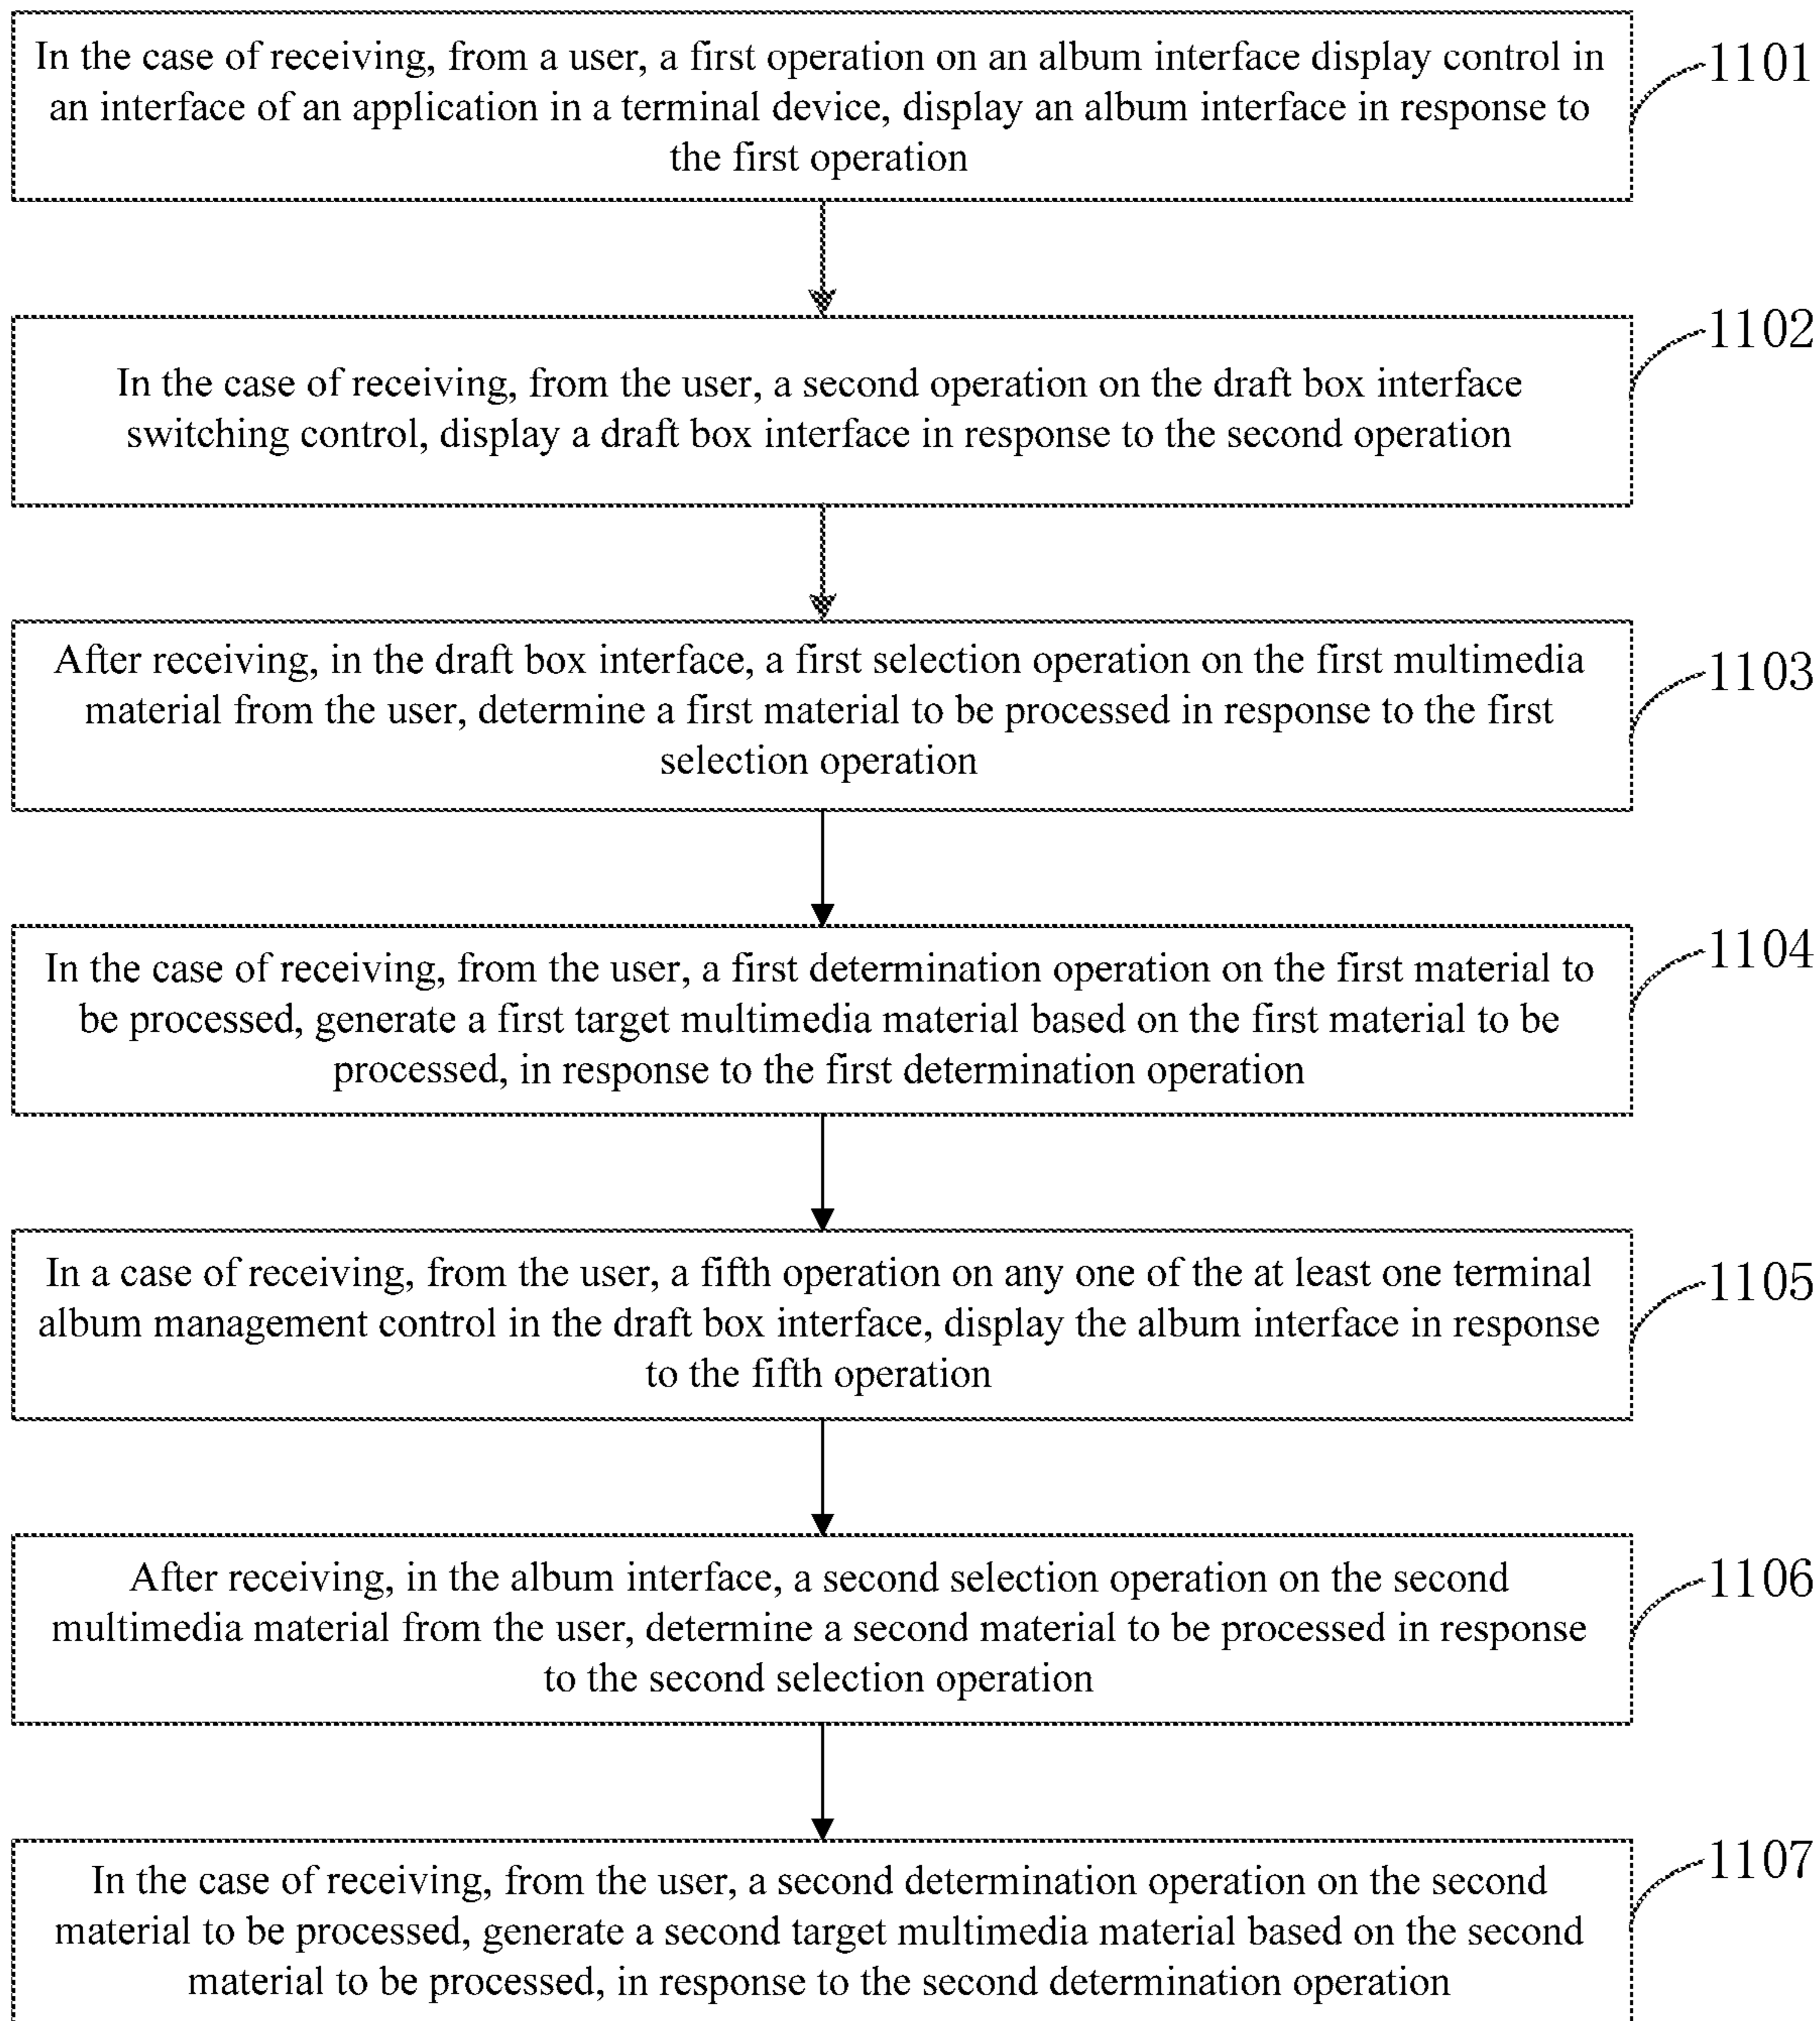 In the case of receiving, from a user, a first operation on an album interface display control in
an interface of an application in a terminal device, display an album interface in response to
the first operation
1101
In the case of receiving, from the user, a second operation on the draft box interface
switching control, display a draft box interface in response to the second operation
1102
After receiving, in the draft box interface, a first selection operation on the first multimedia
material from the user, determine a first material to be processed in response to the first
selection operation
1103
In the case of receiving, from the user, a first determination operation on the first material to
be processed, generate a first target multimedia material based on the first material to be
processed, in response to the first determination operation
1104
In a case of receiving, from the user, a fifth operation on any one of the at least one terminal
album management control in the draft box interface, display the album interface in response
to the fifth operation
1105
After receiving, in the album interface, a second selection operation on the second
multimedia material from the user, determine a second material to be processed in response
to the second selection operation
1106
In the case of receiving, from the user, a second determination operation on the second
material to be processed, generate a second target multimedia material based on the second
material to be processed, in response to the second determination operation
1107